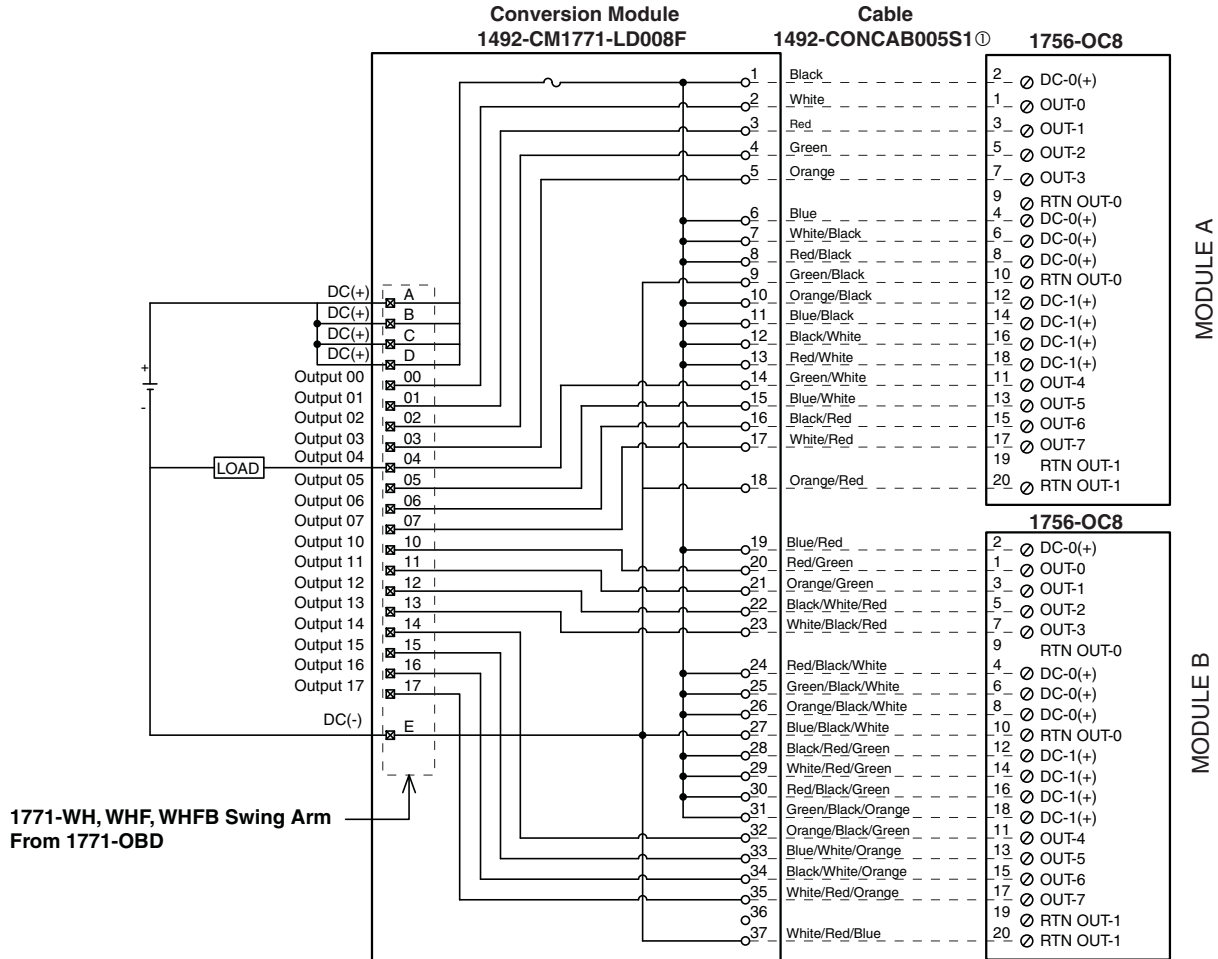 Conversion Module
1492-CM1771-LD008F
Cable
1492-CONCAB005S1①
1756-OC8
1 Black 2 DC-0(+)
2 White 1 OUT-0
3 Red 3 OUT-1
4 Green 5 OUT-2
5 Orange 7 OUT-3
9 RTN OUT-0
6 Blue 4 DC-0(+)
7 White/Black 6 DC-0(+)
8 Red/Black 8 DC-0(+)
9 Green/Black 10 RTN OUT-0
10 Orange/Black 12 DC-1(+)
11 Blue/Black 14 DC-1(+)
12 Black/White 16 DC-1(+)
13 Red/White 18 DC-1(+)
14 Green/White 11 OUT-4
15 Blue/White 13 OUT-5
16 Black/Red 15 OUT-6
17 White/Red 17 OUT-7
19 RTN OUT-1
18 Orange/Red 20 RTN OUT-1
MODULE A
DC(+) A
DC(+) B
DC(+) C
DC(+) D
+
-
LOAD
Output 00 00
Output 01 01
Output 02 02
Output 03 03
Output 04 04
Output 05 05
Output 06 06
Output 07 07
Output 10 10
Output 11 11
Output 12 12
Output 13 13
Output 14 14
Output 15 15
Output 16 16
Output 17 17
DC(-) E
1771-WH, WHF, WHFB Swing Arm
From 1771-OBD
1756-OC8
19 Blue/Red 2 DC-0(+)
20 Red/Green 1 OUT-0
21 Orange/Green 3 OUT-1
22 Black/White/Red 5 OUT-2
23 White/Black/Red 7 OUT-3
9 RTN OUT-0
24 Red/Black/White 4 DC-0(+)
25 Green/Black/White 6 DC-0(+)
26 Orange/Black/White 8 DC-0(+)
27 Blue/Black/White 10 RTN OUT-0
28 Black/Red/Green 12 DC-1(+)
29 White/Red/Green 14 DC-1(+)
30 Red/Black/Green 16 DC-1(+)
31 Green/Black/Orange 18 DC-1(+)
32 Orange/Black/Green 11 OUT-4
33 Blue/White/Orange 13 OUT-5
34 Black/White/Orange 15 OUT-6
35 White/Red/Orange 17 OUT-7
36 19 RTN OUT-1
37 White/Red/Blue 20 RTN OUT-1
MODULE B